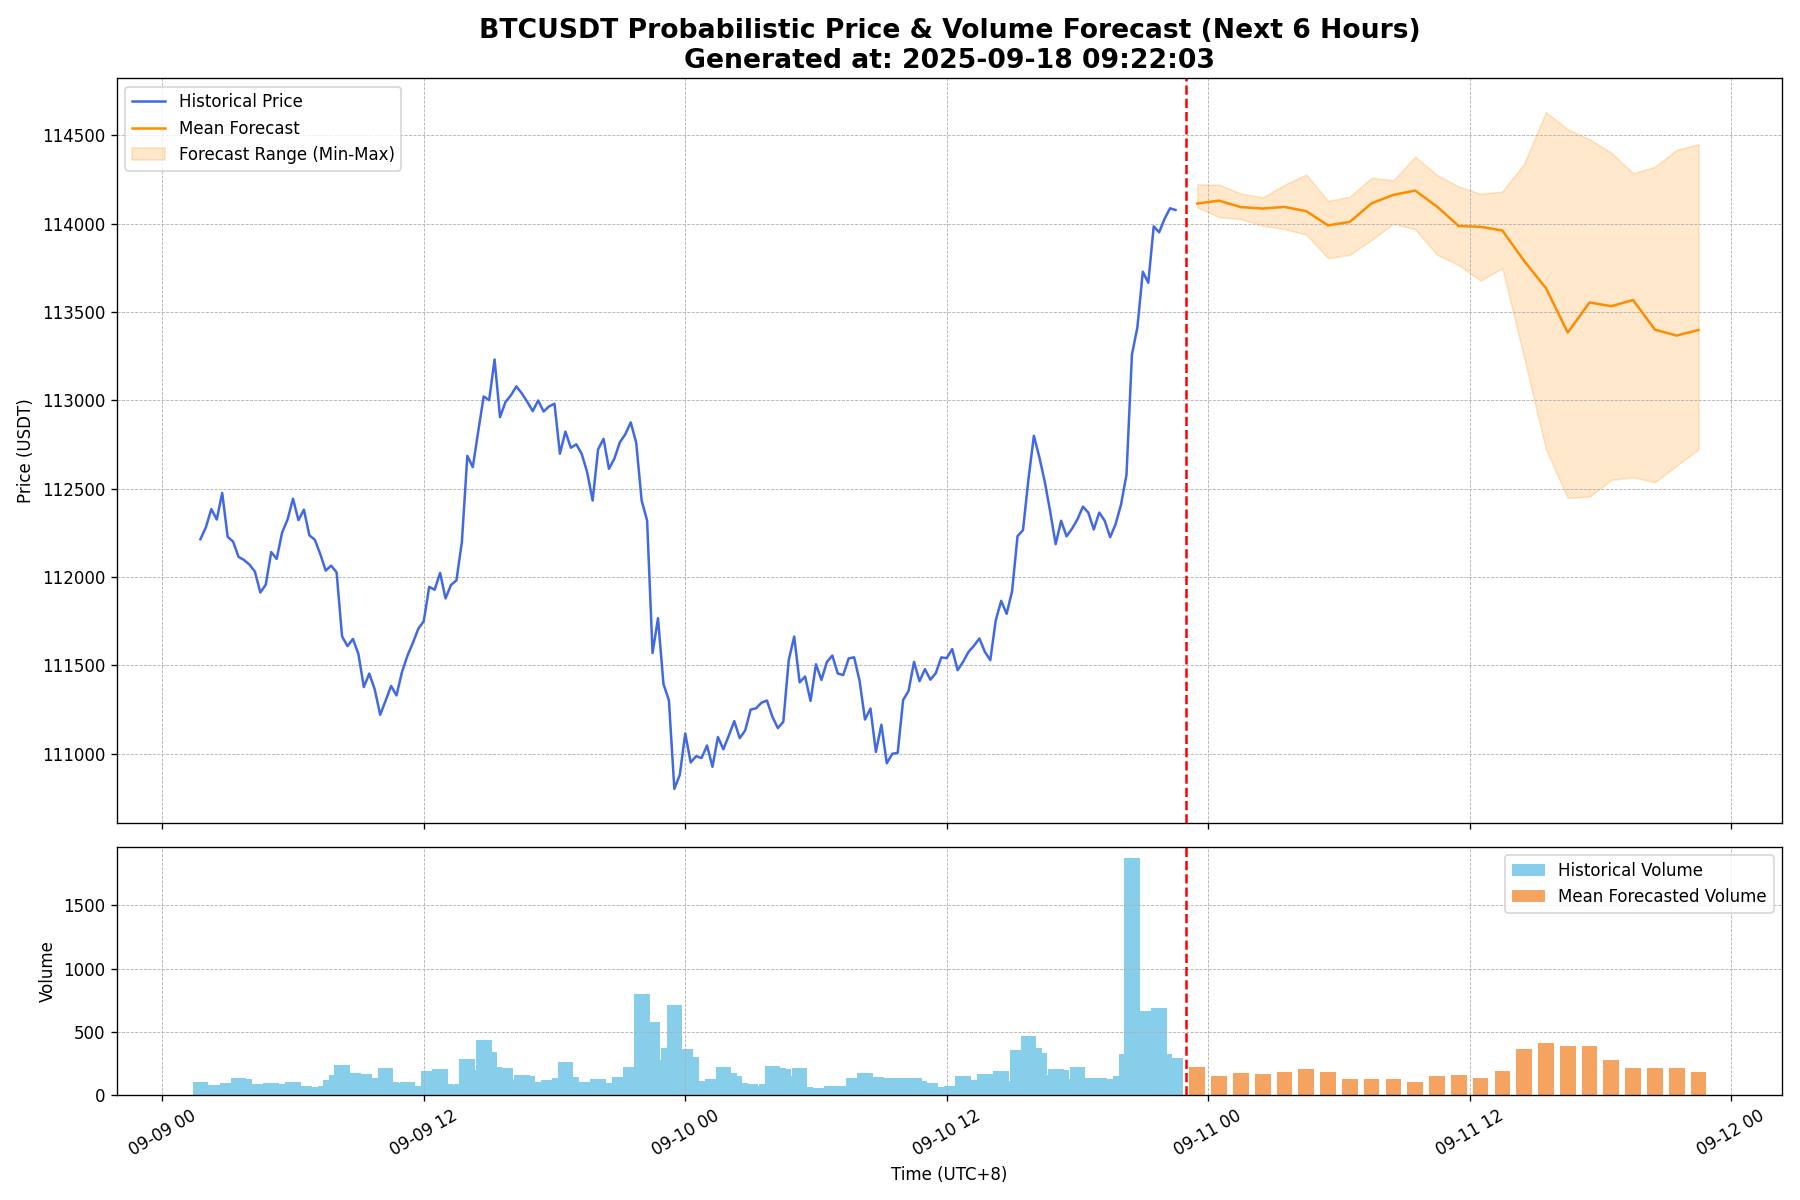 BTCUSDT Probabilistic Price & Volume Forecast (Next 6 Hours)
Generated at: 2025-09-18 09:22:03
Historical Price
Mean Forecast
Forecast Range (Min-Max)
114500
114000
113500
113000
112500
112000
111500
111000
Price (USDT)
Historical Volume
Mean Forecasted Volume
1500
1000
500
0
Volume
09-09 00
09-09 12
09-10 00
09-10 12
09-11 00
09-11 12
09-12 00
Time (UTC+8)